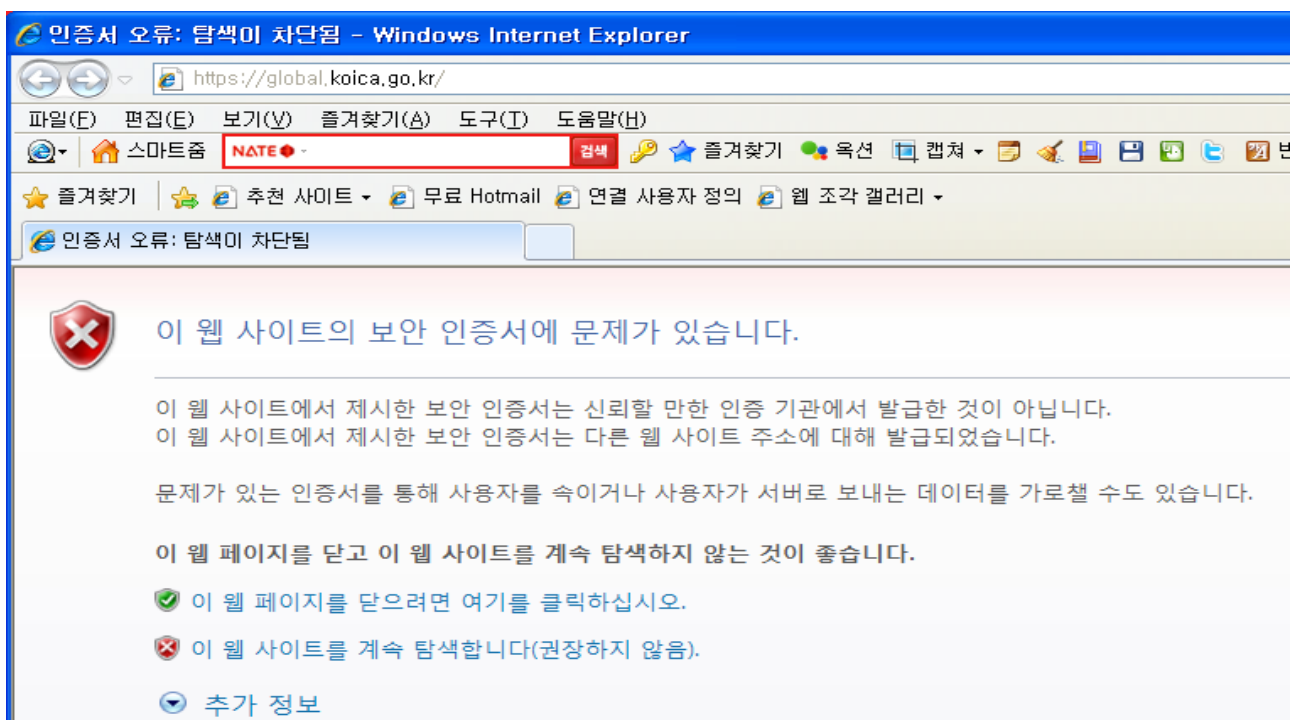 인증서 오류: 탐색이 차단됨 - Windows Internet Explorer
https://global.koica.go.kr/
파일(F) 편집(E) 보기(V) 즐겨찾기(A) 도구(T) 도움말(H)
스마트줌 NATE 검색 즐겨찾기 옥션 캡쳐
즐겨찾기 추천 사이트 무료 Hotmail 연결 사용자 정의 웹 조각 갤러리
인증서 오류: 탐색이 차단됨
이 웹 사이트의 보안 인증서에 문제가 있습니다.
이 웹 사이트에서 제시한 보안 인증서는 신뢰할 만한 인증 기관에서 발급한 것이 아닙니다.
이 웹 사이트에서 제시한 보안 인증서는 다른 웹 사이트 주소에 대해 발급되었습니다.
문제가 있는 인증서를 통해 사용자를 속이거나 사용자가 서버로 보내는 데이터를 가로챌 수도 있습니다.
이 웹 페이지를 닫고 이 웹 사이트를 계속 탐색하지 않는 것이 좋습니다.
이 웹 페이지를 닫으려면 여기를 클릭하십시오.
이 웹 사이트를 계속 탐색합니다(권장하지 않음).
추가 정보